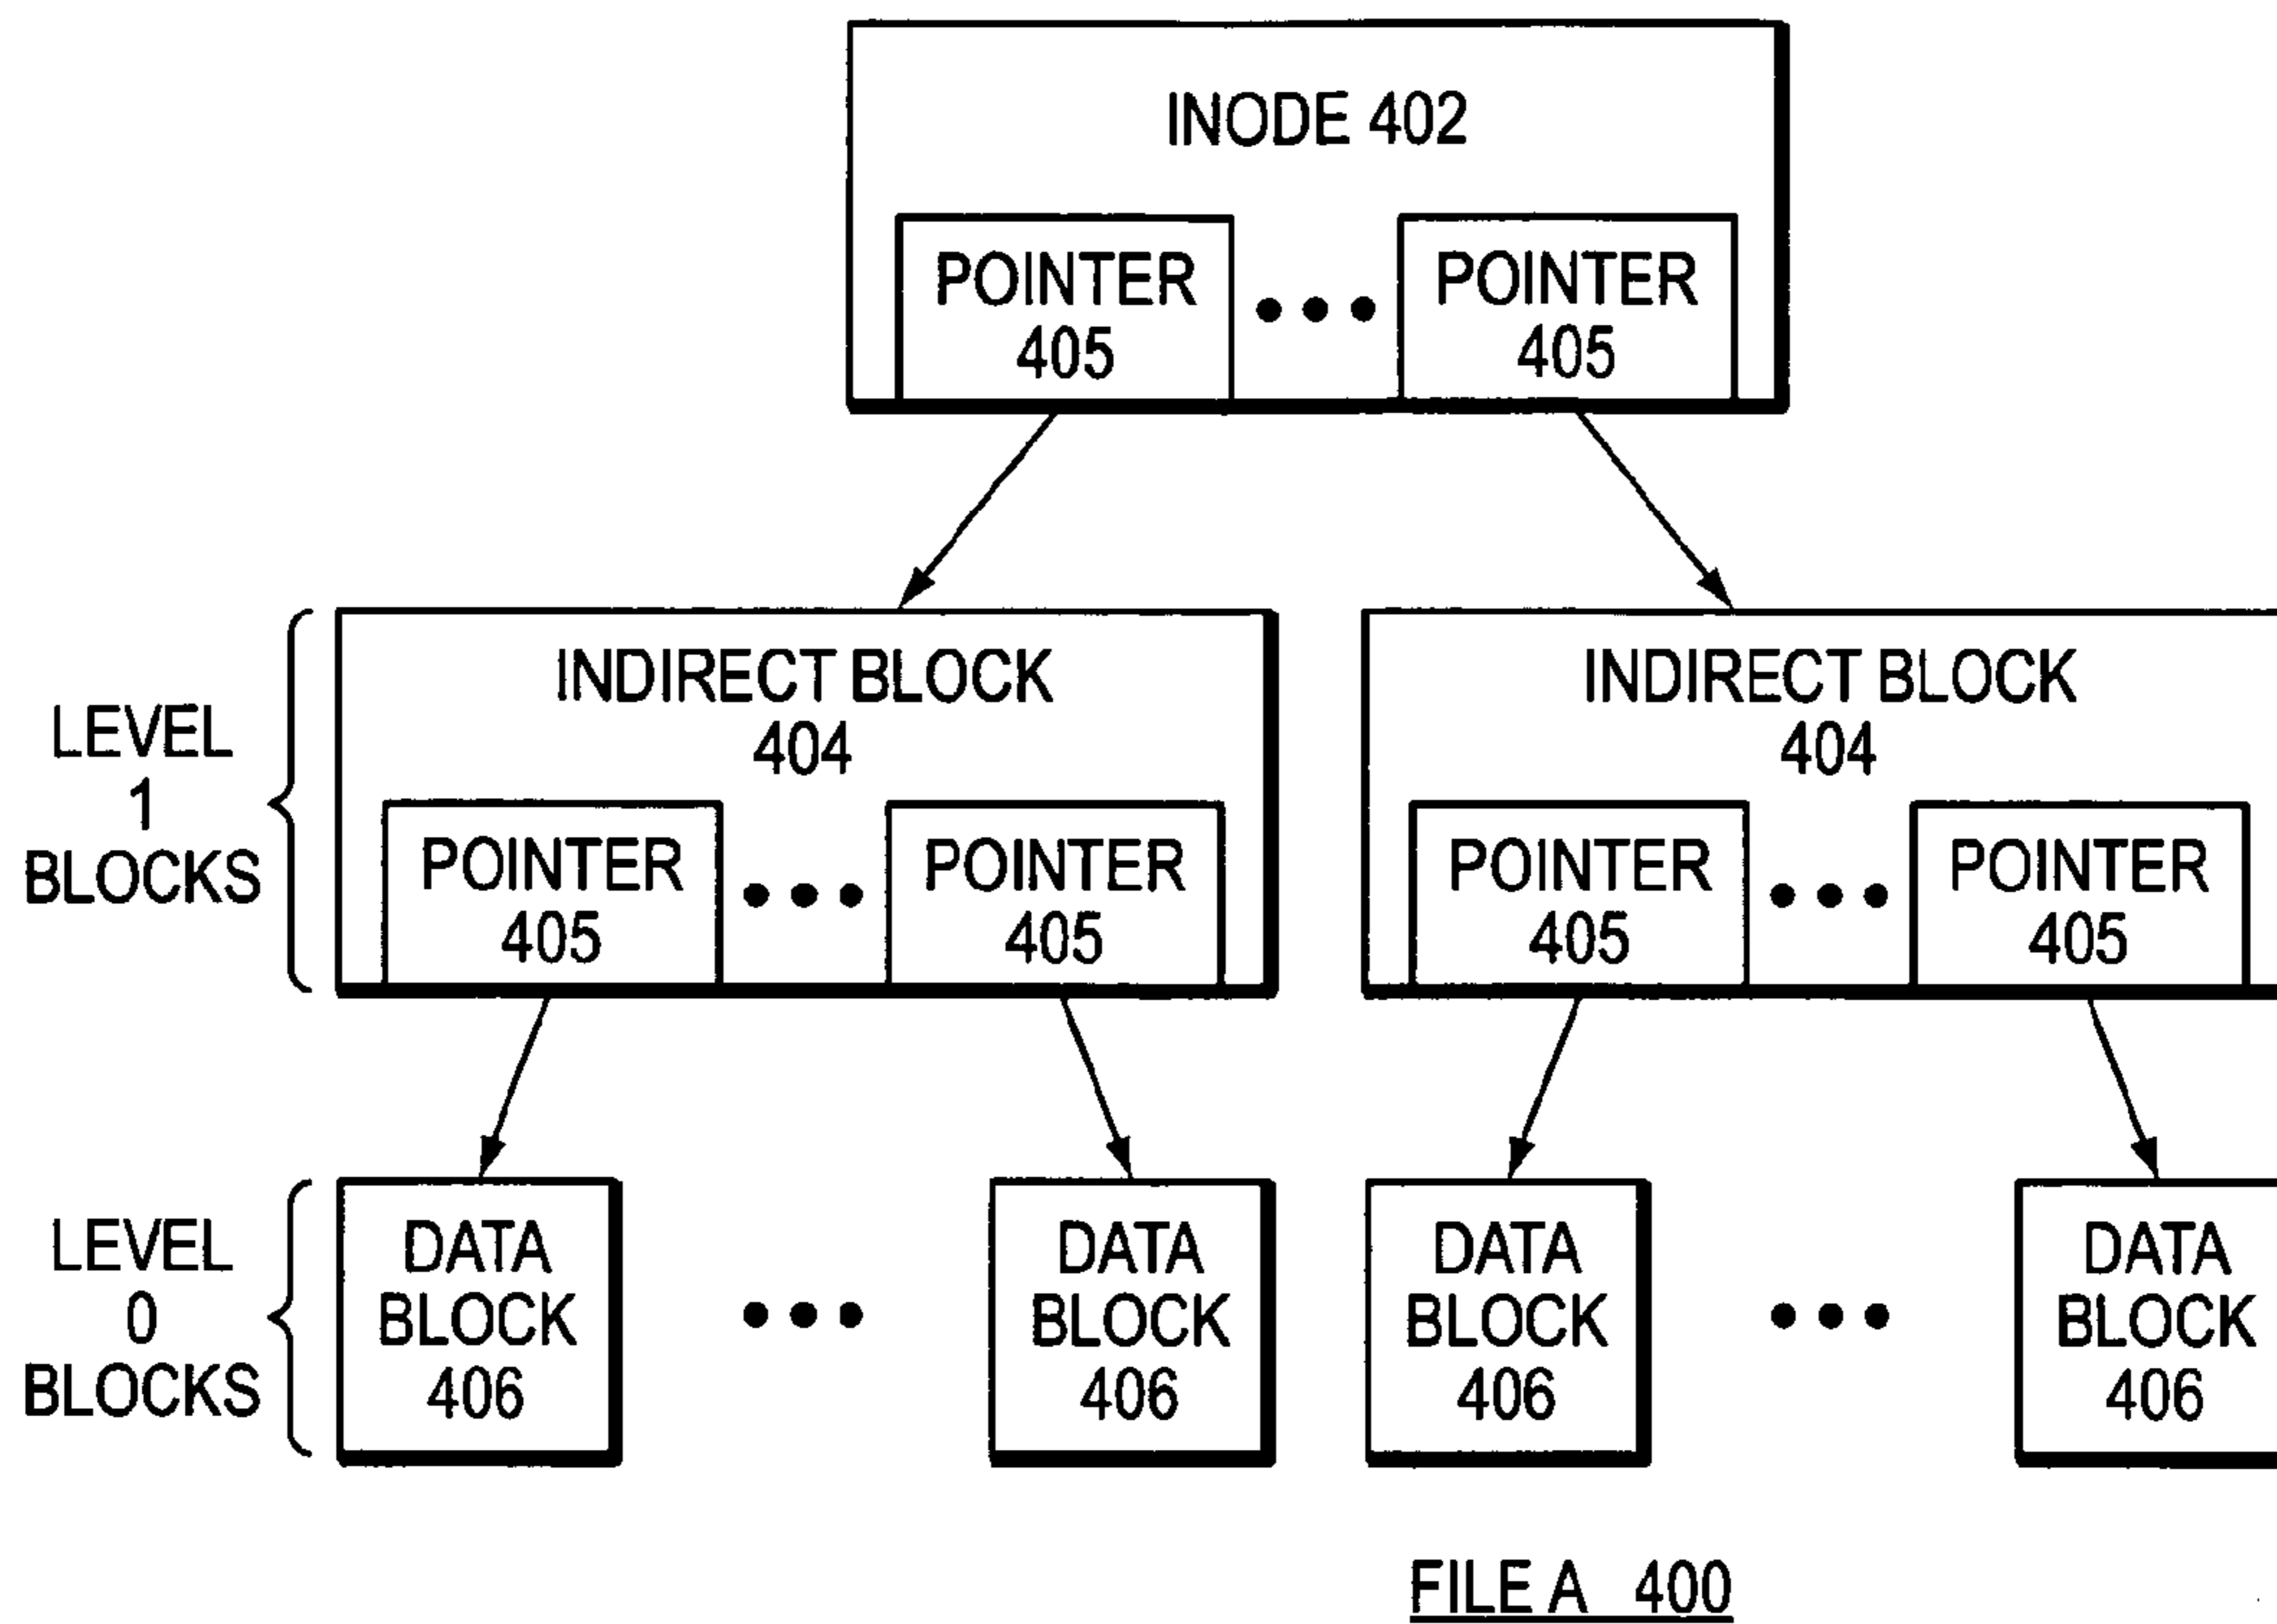 INODE 402
POINTER
405
POINTER
405
LEVEL
1
BLOCKS
INDIRECT BLOCK
404
POINTER
405
POINTER
405
INDIRECT BLOCK
404
POINTER
405
POINTER
405
LEVEL
0
BLOCKS
DATA
BLOCK
406
DATA
BLOCK
406
DATA
BLOCK
406
DATA
BLOCK
406
FILE A 400